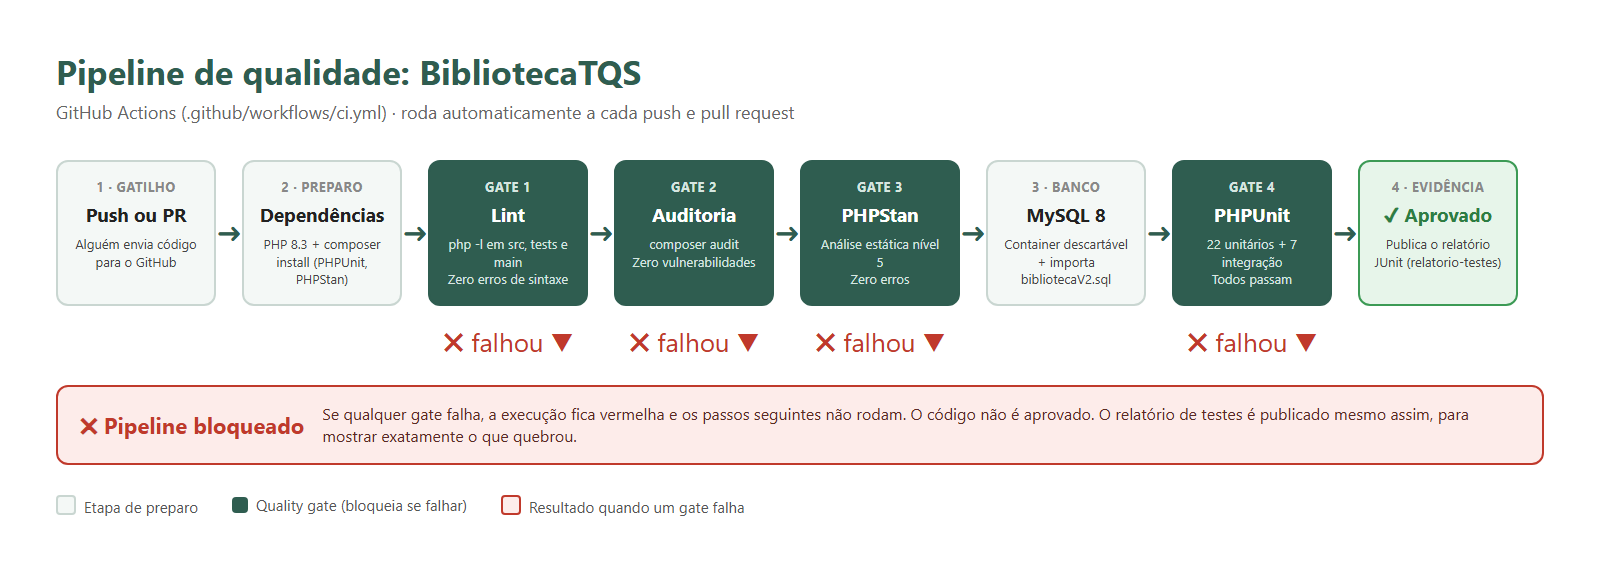 Pipeline de qualidade: BibliotecaTQS
GitHub Actions (.github/workflows/ci.yml) · roda automaticamente a cada push e pull request
1 · GATILHO
Push ou PR
Alguém envia código
para o GitHub
2 · PREPARO
Dependências
PHP 8.3 + composer
install (PHPUnit,
PHPStan)
GATE 1
Lint
php -l em src, tests e
main
Zero erros de sintaxe
GATE 2
Auditoria
composer audit
Zero vulnerabilidades
GATE 3
PHPStan
Análise estática nível
5
Zero erros
3 · BANCO
MySQL 8
Container descartável
+ importa
bibliotecaV2.sql
GATE 4
PHPUnit
22 unitários + 7
integração
Todos passam
4 · EVIDÊNCIA
✓ Aprovado
Publica o relatório
JUnit (relatorio-testes)
✕ falhou ▼
✕ falhou ▼
✕ falhou ▼
✕ falhou ▼
✕ Pipeline bloqueado
Se qualquer gate falha, a execução fica vermelha e os passos seguintes não rodam. O código não é aprovado. O relatório de testes é publicado mesmo assim, para
mostrar exatamente o que quebrou.
Etapa de preparo
Quality gate (bloqueia se falhar)
Resultado quando um gate falha